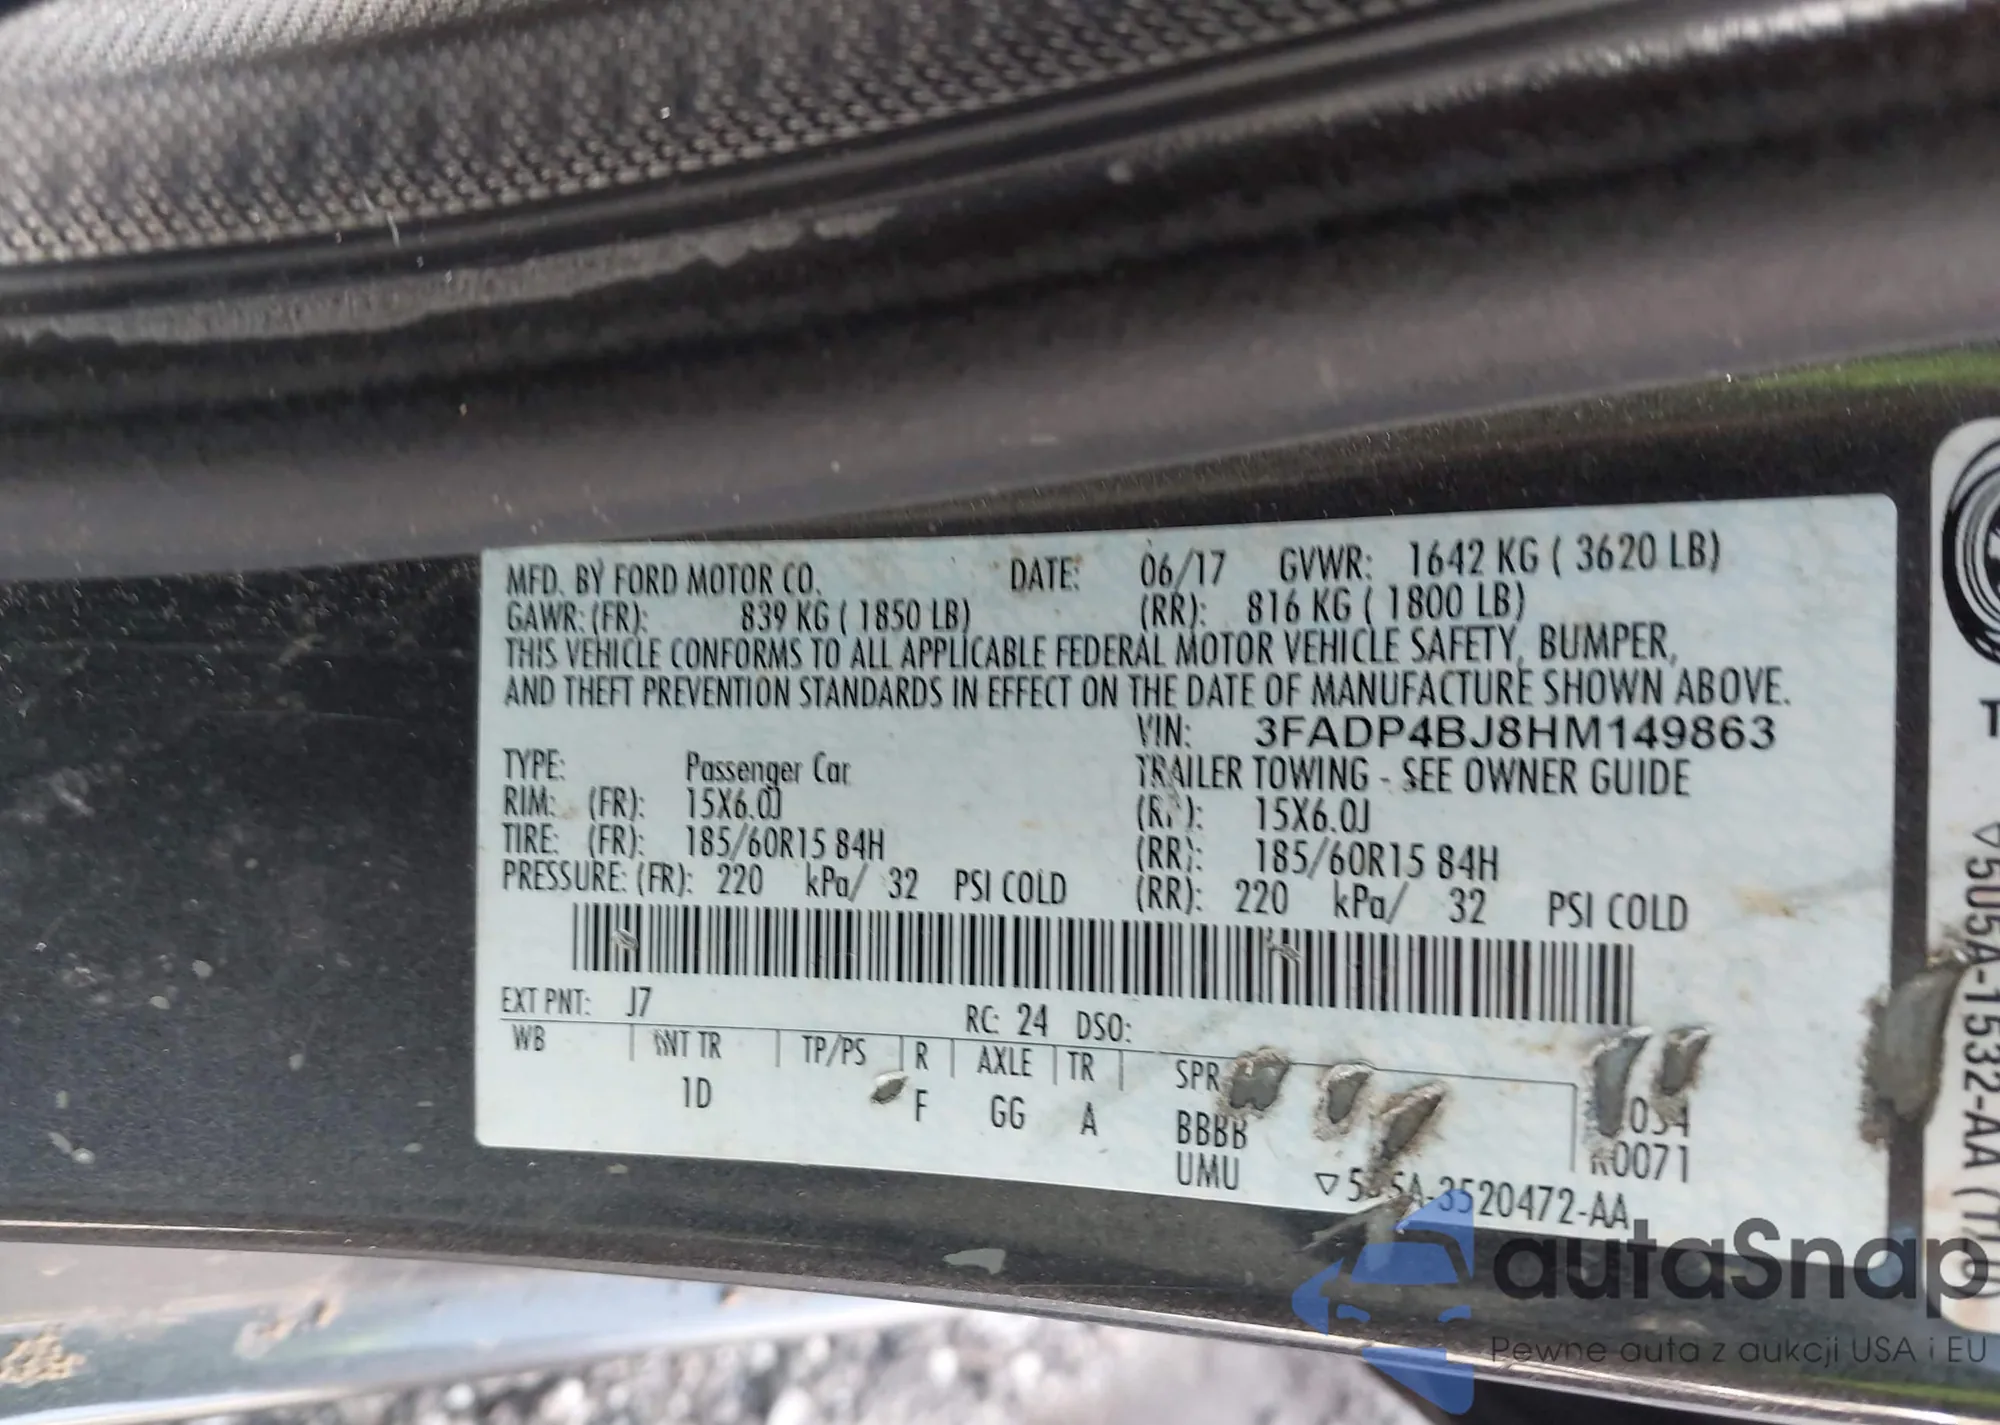 MFD. BY FORD MOTOR CO. DATE: 06/17 GVWR: 1642 KG ( 3620 LB)
GAWR: (FR): 839 KG ( 1850 LB) (RR): 816 KG ( 1800 LB)
THIS VEHICLE CONFORMS TO ALL APPLICABLE FEDERAL MOTOR VEHICLE SAFETY, BUMPER,
AND THEFT PREVENTION STANDARDS IN EFFECT ON THE DATE OF MANUFACTURE SHOWN ABOVE.
VIN: 3FADP4BJ8HM149863
TYPE: Passenger Car TRAILER TOWING - SEE OWNER GUIDE
RIM: (FR): 15X6.0J (RR): 15X6.0J
TIRE: (FR): 185/60R15 84H (RR): 185/60R15 84H
PRESSURE: (FR): 220 kPa/ 32 PSI COLD (RR): 220 kPa/ 32 PSI COLD
EXT PNT: J7 RC: 24 DSO:
WB INT TR TP/PS R AXLE TR SPR
1D F GG A BBBB
UMU
▽505A-1532-AA
autaSnap
Pewne auta z aukcji USA i EU